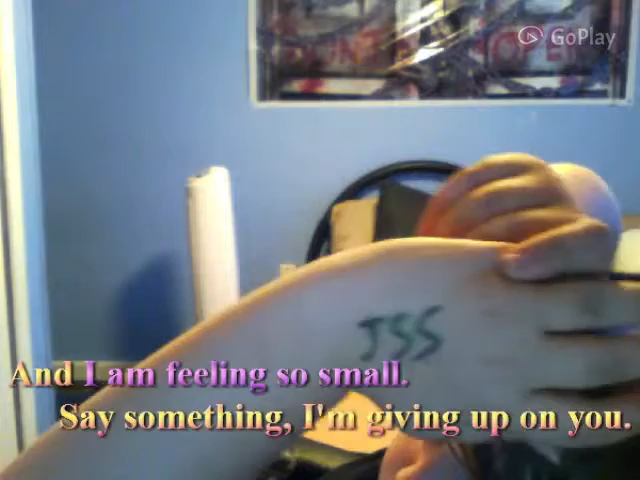 GoPlay
JSS
And I am feeling so small.
Say something, I'm giving up on you.